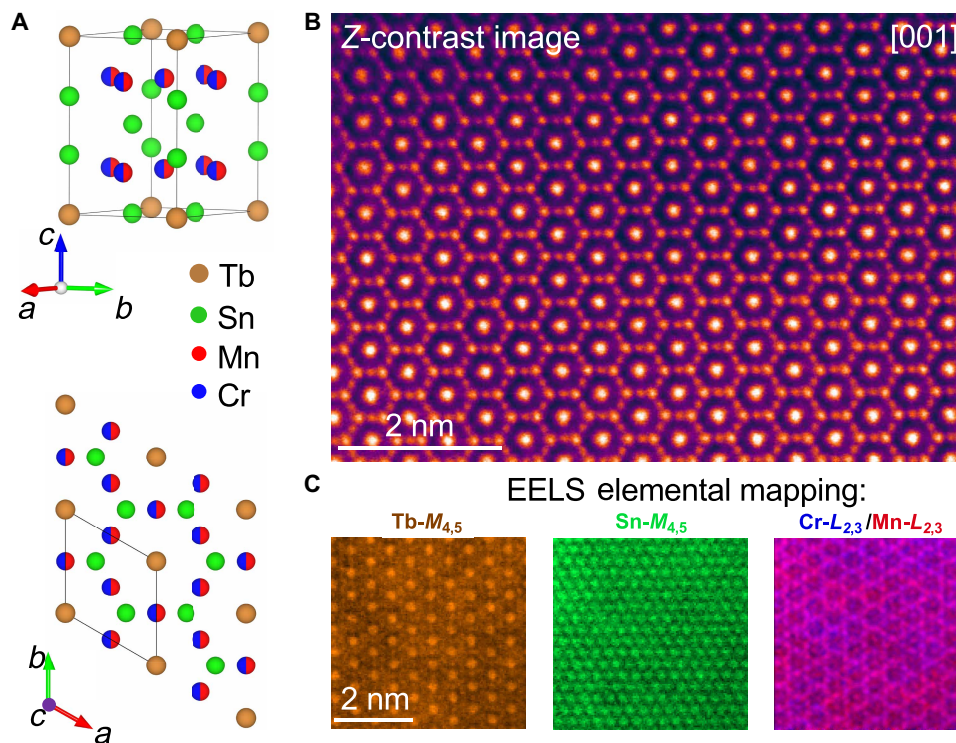 A
c
a
b
Tb
Sn
Mn
Cr
b
c
a
B
Z-contrast image
[001]
2 nm
C
EELS elemental mapping:
Tb-M4,5
Sn-M4,5
Cr-L2,3/Mn-L2,3
2 nm